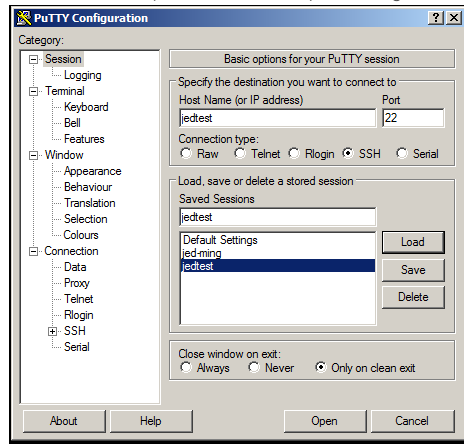 PuTTY Configuration
Category:
Session
Logging
Terminal
Keyboard
Bell
Features
Window
Appearance
Behaviour
Translation
Selection
Colours
Connection
Data
Proxy
Telnet
Rlogin
SSH
Serial
Basic options for your PuTTY session
Specify the destination you want to connect to
Host Name (or IP address) Port
jedtest 22
Connection type:
Raw Telnet Rlogin SSH Serial
Load, save or delete a stored session
Saved Sessions
jedtest
Default Settings
jed-ming
jedtest
Load
Save
Delete
Close window on exit:
Always Never Only on clean exit
About Help Open Cancel